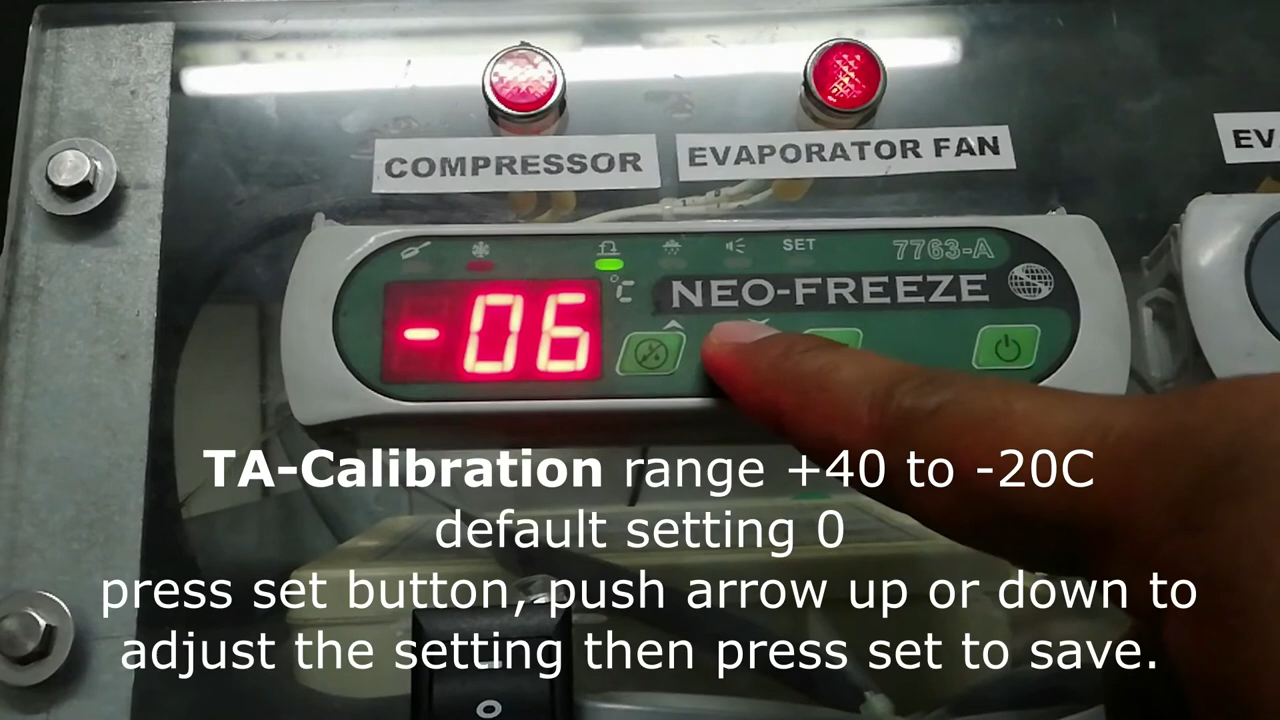 COMPRESSOR
EVAPORATOR FAN
EV
SET
7763-A
°C
NEO-FREEZE
-06
TA-Calibration range +40 to -20C
default setting 0
press set button, push arrow up or down to
adjust the setting then press set to save.